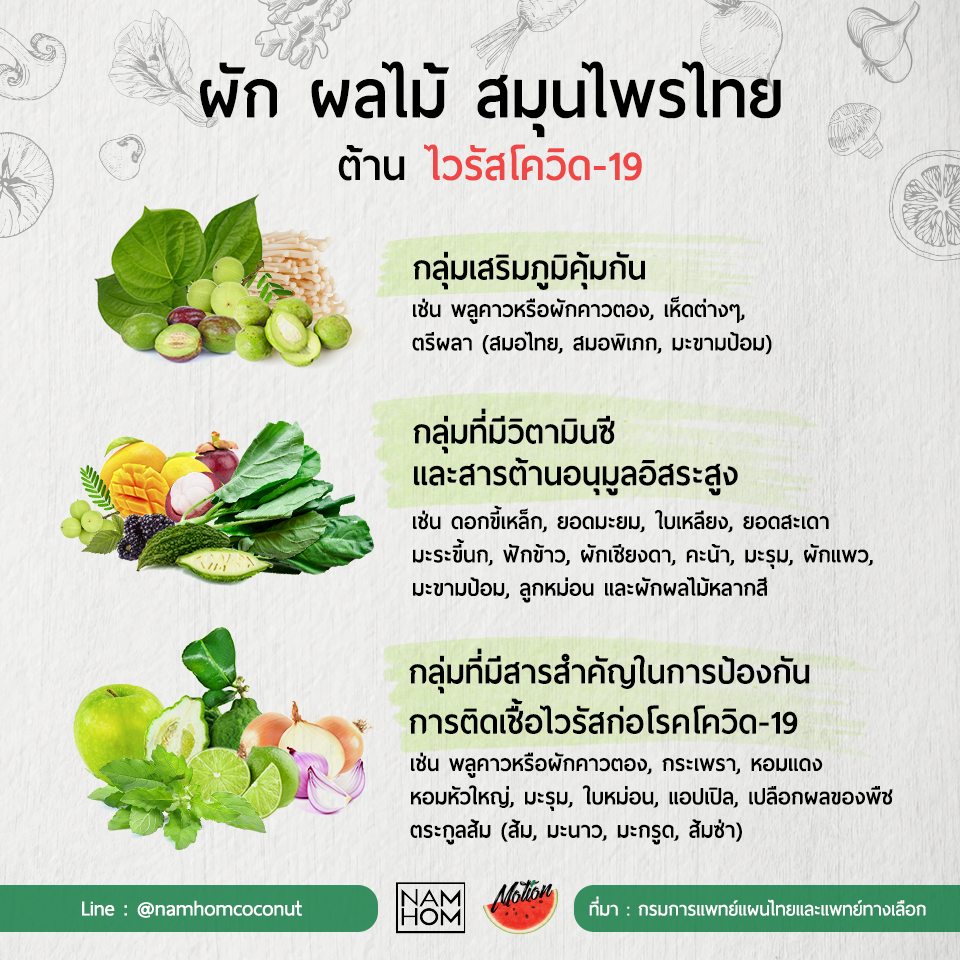 ผัก ผลไม้ สมุนไพรไทย
ต้าน ไวรัสโควิด-19
กลุ่มเสริมภูมิคุ้มกัน
เช่น พลูคาวหรือผักคาวตอง, เห็ดต่างๆ,
ตรีผลา (สมอไทย, สมอพิเภก, มะขามป้อม)
กลุ่มที่มีวิตามินซี
และสารต้านอนุมูลอิสระสูง
เช่น ดอกขี้เหล็ก, ยอดมะยม, ใบเหลียง, ยอดสะเดา
มะระขี้นก, ฟักข้าว, ผักเชียงดา, คะน้า, มะรุม, ผักแพว,
มะขามป้อม, ลูกหม่อน และผักผลไม้หลากสี
กลุ่มที่มีสารสำคัญในการป้องกัน
การติดเชื้อไวรัสก่อโรคโควิด-19
เช่น พลูคาวหรือผักคาวตอง, กระเพรา, หอมแดง
หอมหัวใหญ่, มะรุม, ใบหม่อน, แอปเปิล, เปลือกผลของพืช
ตระกูลส้ม (ส้ม, มะนาว, มะกรูด, ส้มซ่า)
Line : @namhomcoconut
NAM
HOM
Motion
ที่มา : กรมการแพทย์แผนไทยและแพทย์ทางเลือก